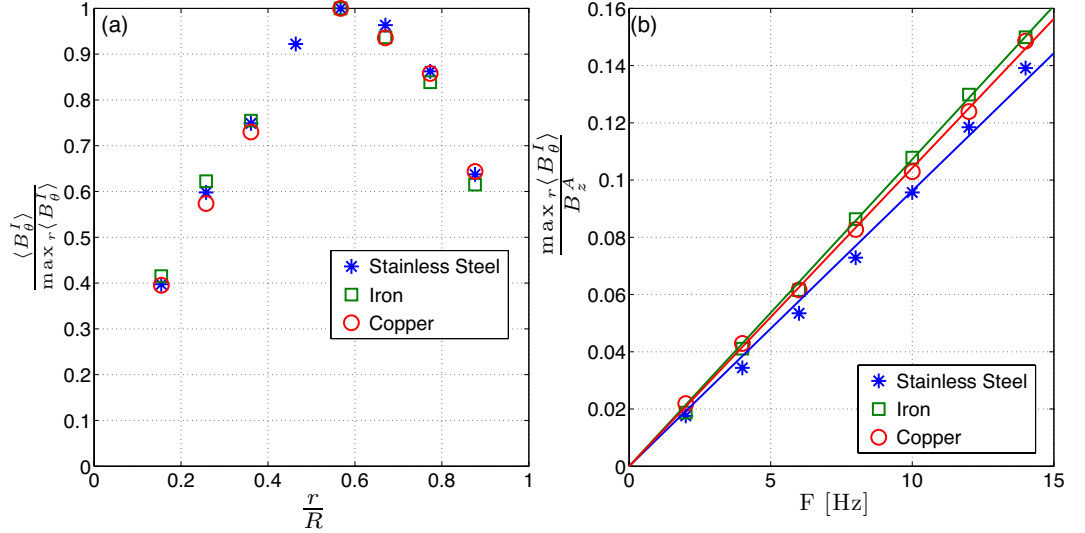 (a)
1
0.9
0.8
0.7
0.6
0.5
0.4
0.3
0.2
0.1
0
⟨B_θ^I⟩
max_r⟨B_θ^I⟩
Stainless Steel
Iron
Copper
0 0.2 0.4 0.6 0.8 1
r
R
(b)
0.16
0.14
0.12
0.1
0.08
0.06
0.04
0.02
0
max_r⟨B_θ^I⟩
B_z^A
Stainless Steel
Iron
Copper
0 5 10 15
F [Hz]